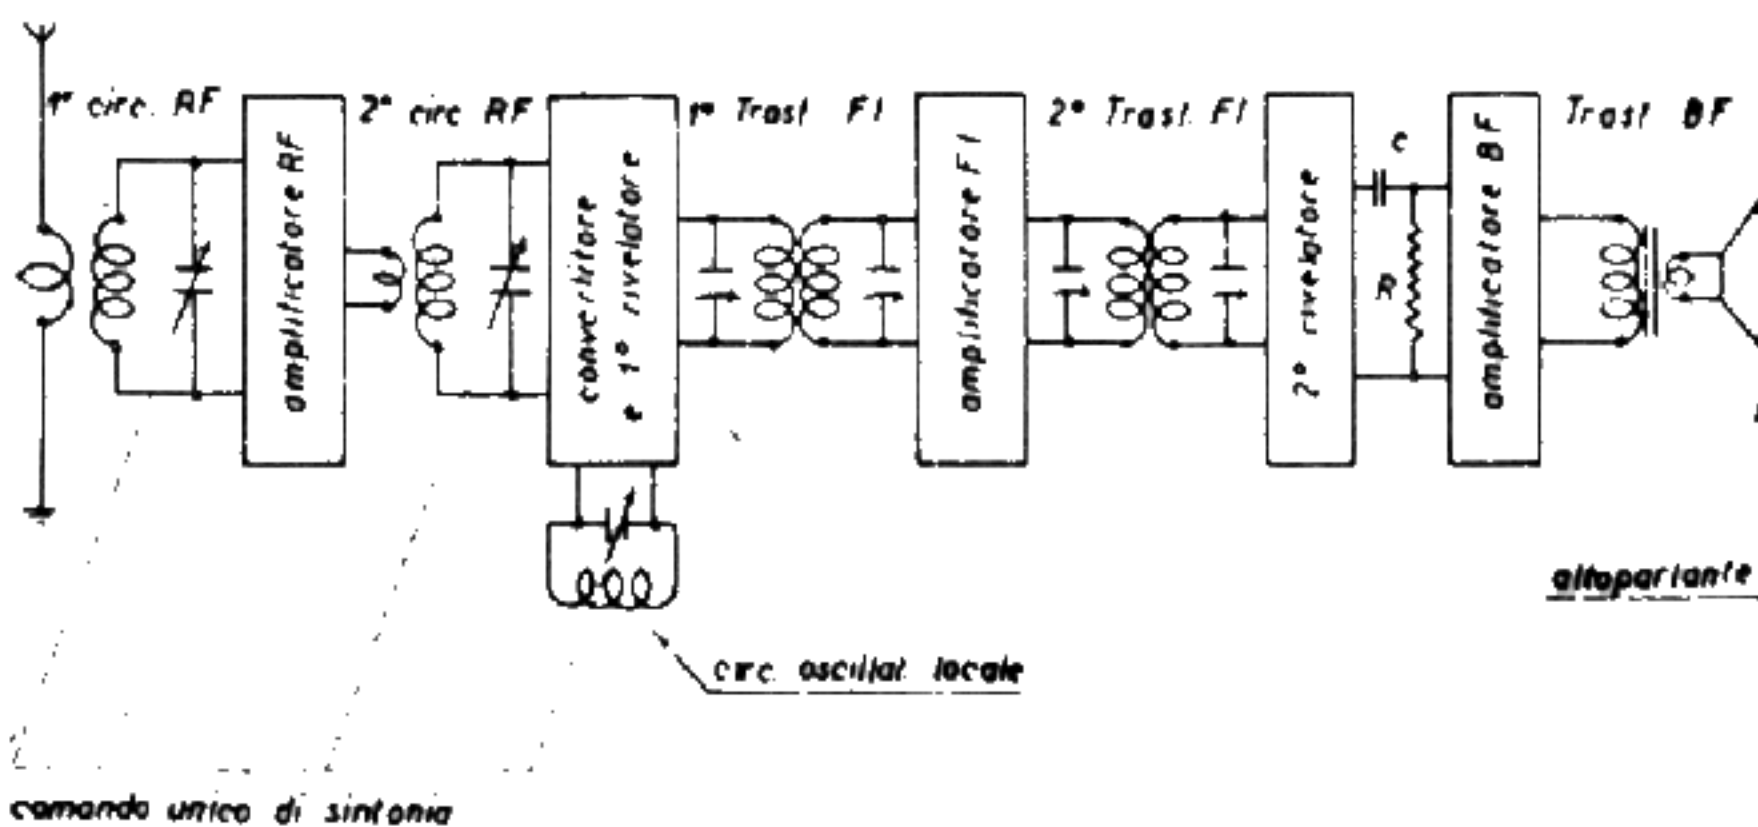 1° circ. RF
amplificatore RF
2° circ RF
convertitore
e 1° rivelatore
1° Trasf FI
amplificatore FI
2° Trasf. FI
2° rivelatore
C
R
amplificatore BF
Trasf BF
altoparlante
circ. oscillat. locale
comando unico di sintonia